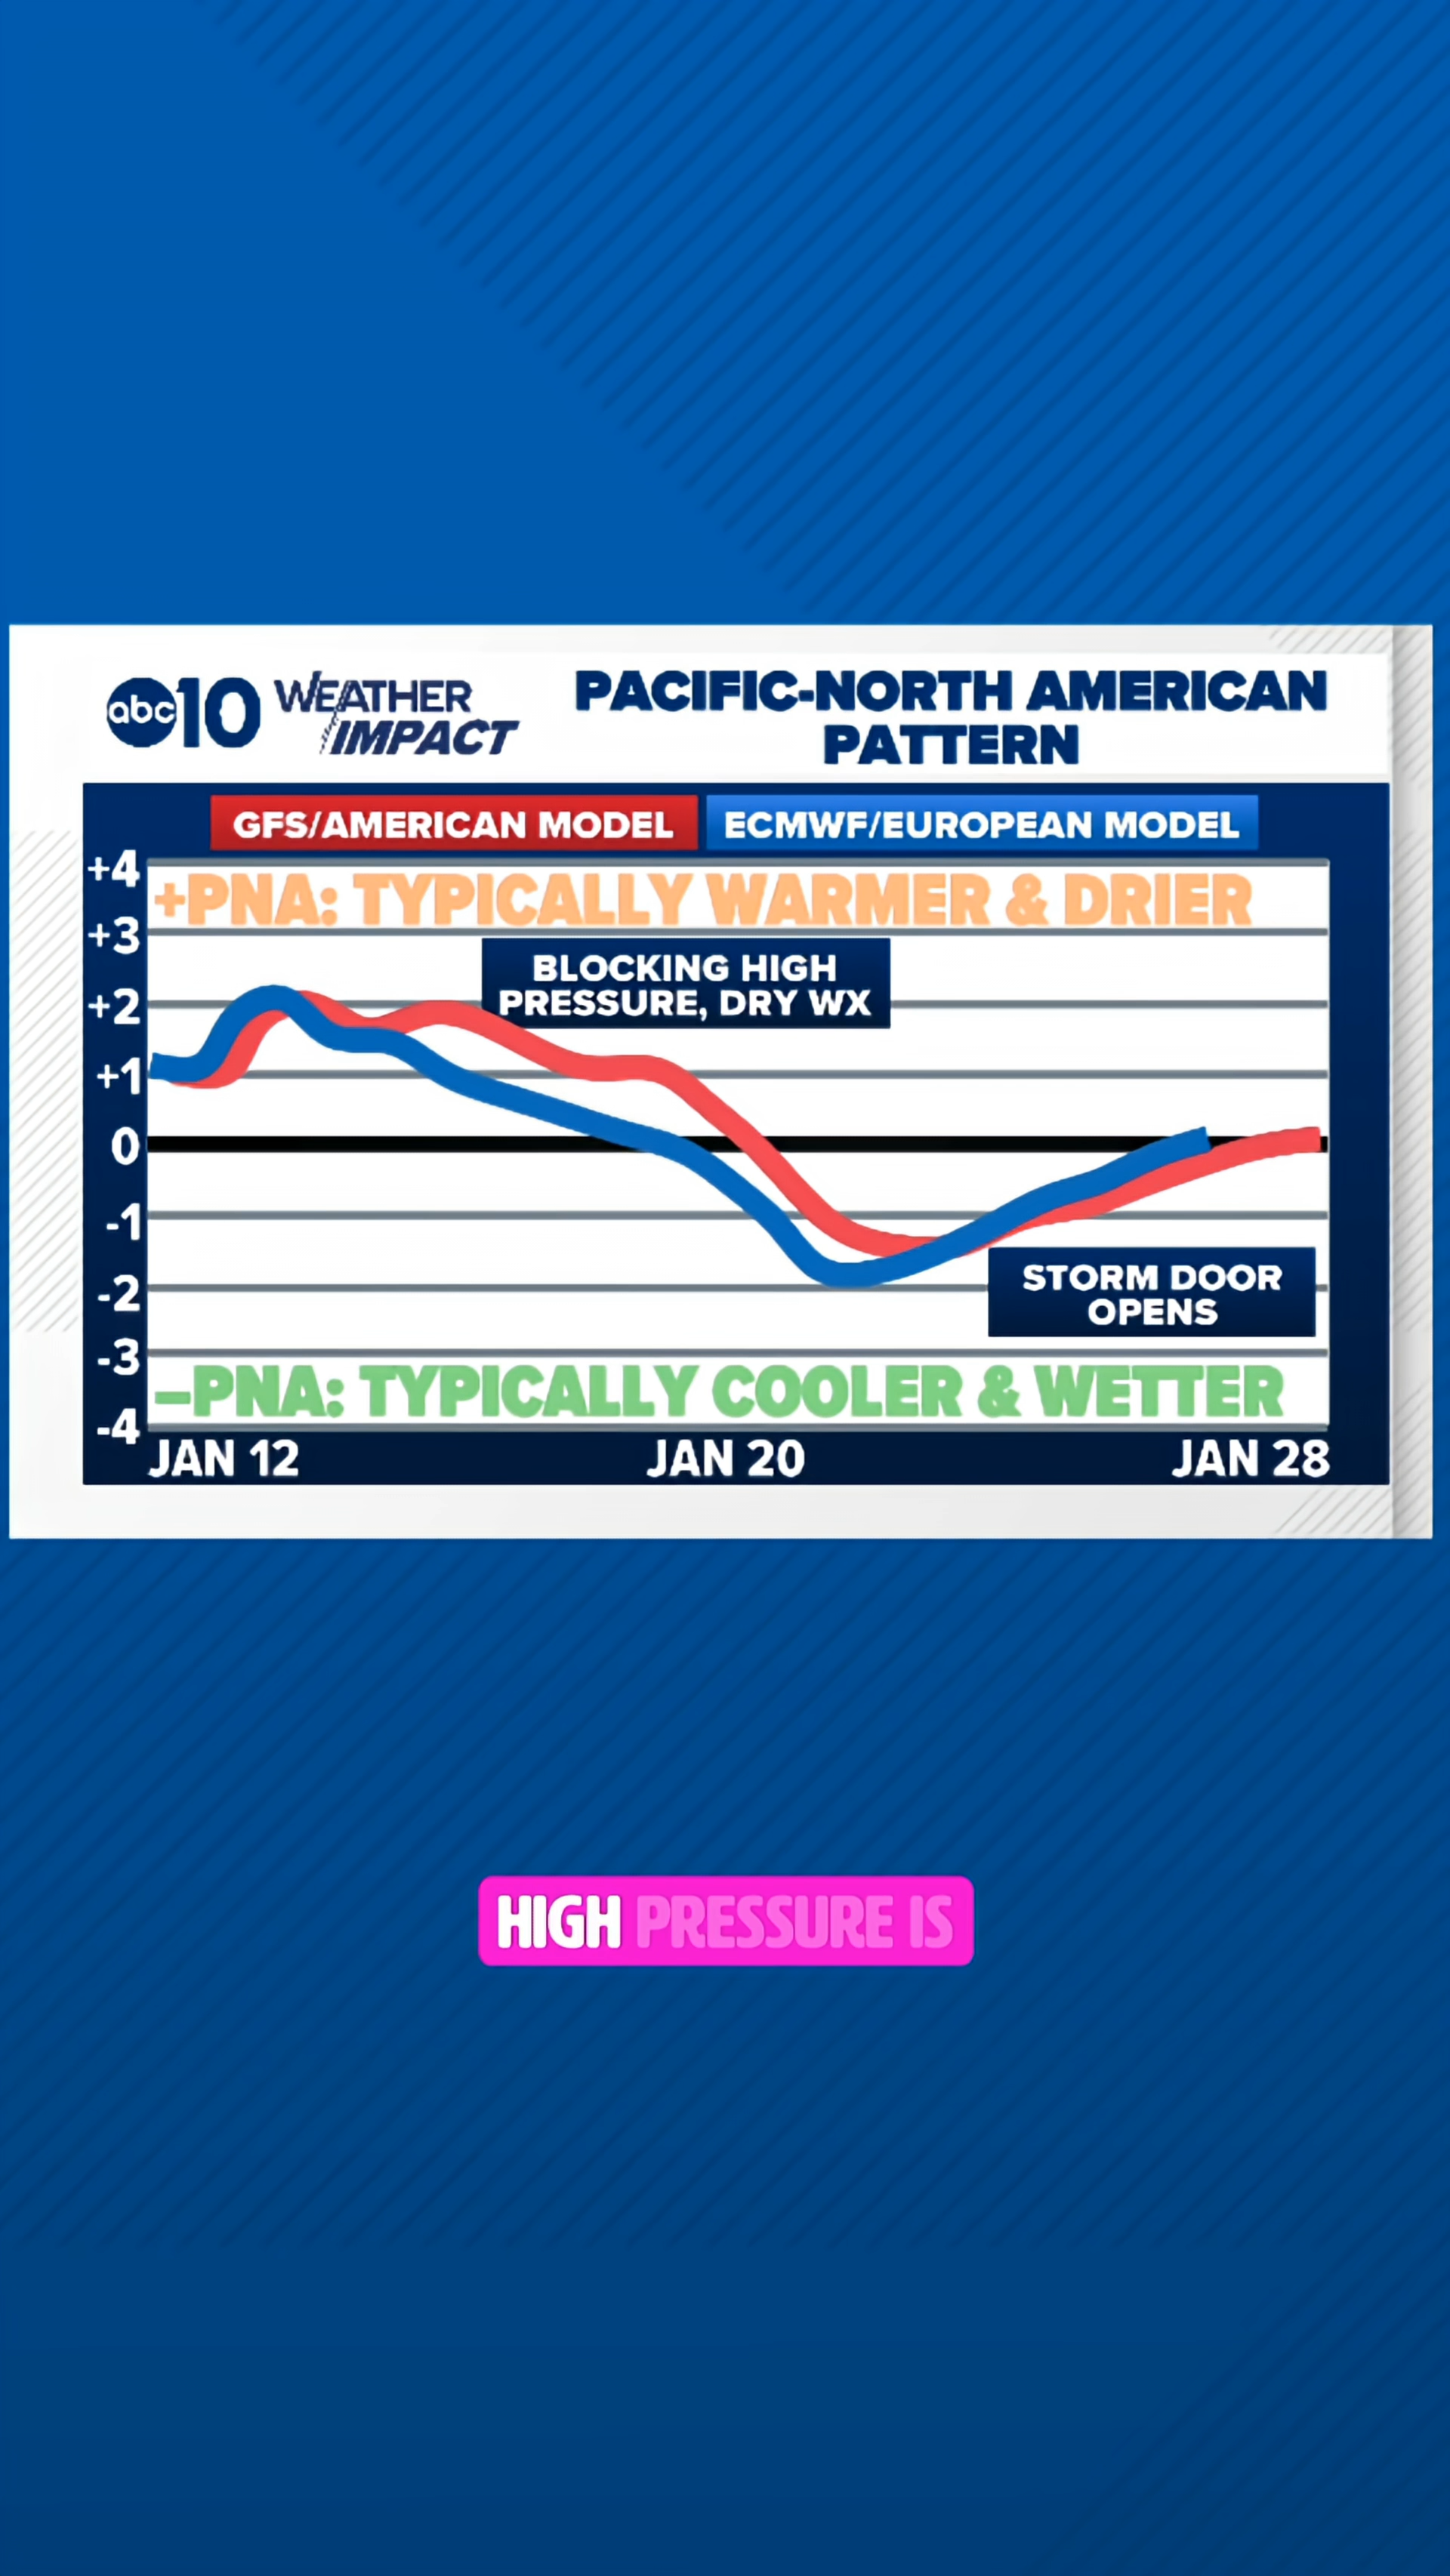 abc10 WEATHER IMPACT
PACIFIC-NORTH AMERICAN
PATTERN
GFS/AMERICAN MODEL
ECMWF/EUROPEAN MODEL
+4
+PNA: TYPICALLY WARMER & DRIER
+3
BLOCKING HIGH
PRESSURE, DRY WX
+2
+1
0
-1
-2
STORM DOOR
OPENS
-3
–PNA: TYPICALLY COOLER & WETTER
-4
JAN 12
JAN 20
JAN 28
HIGH PRESSURE IS